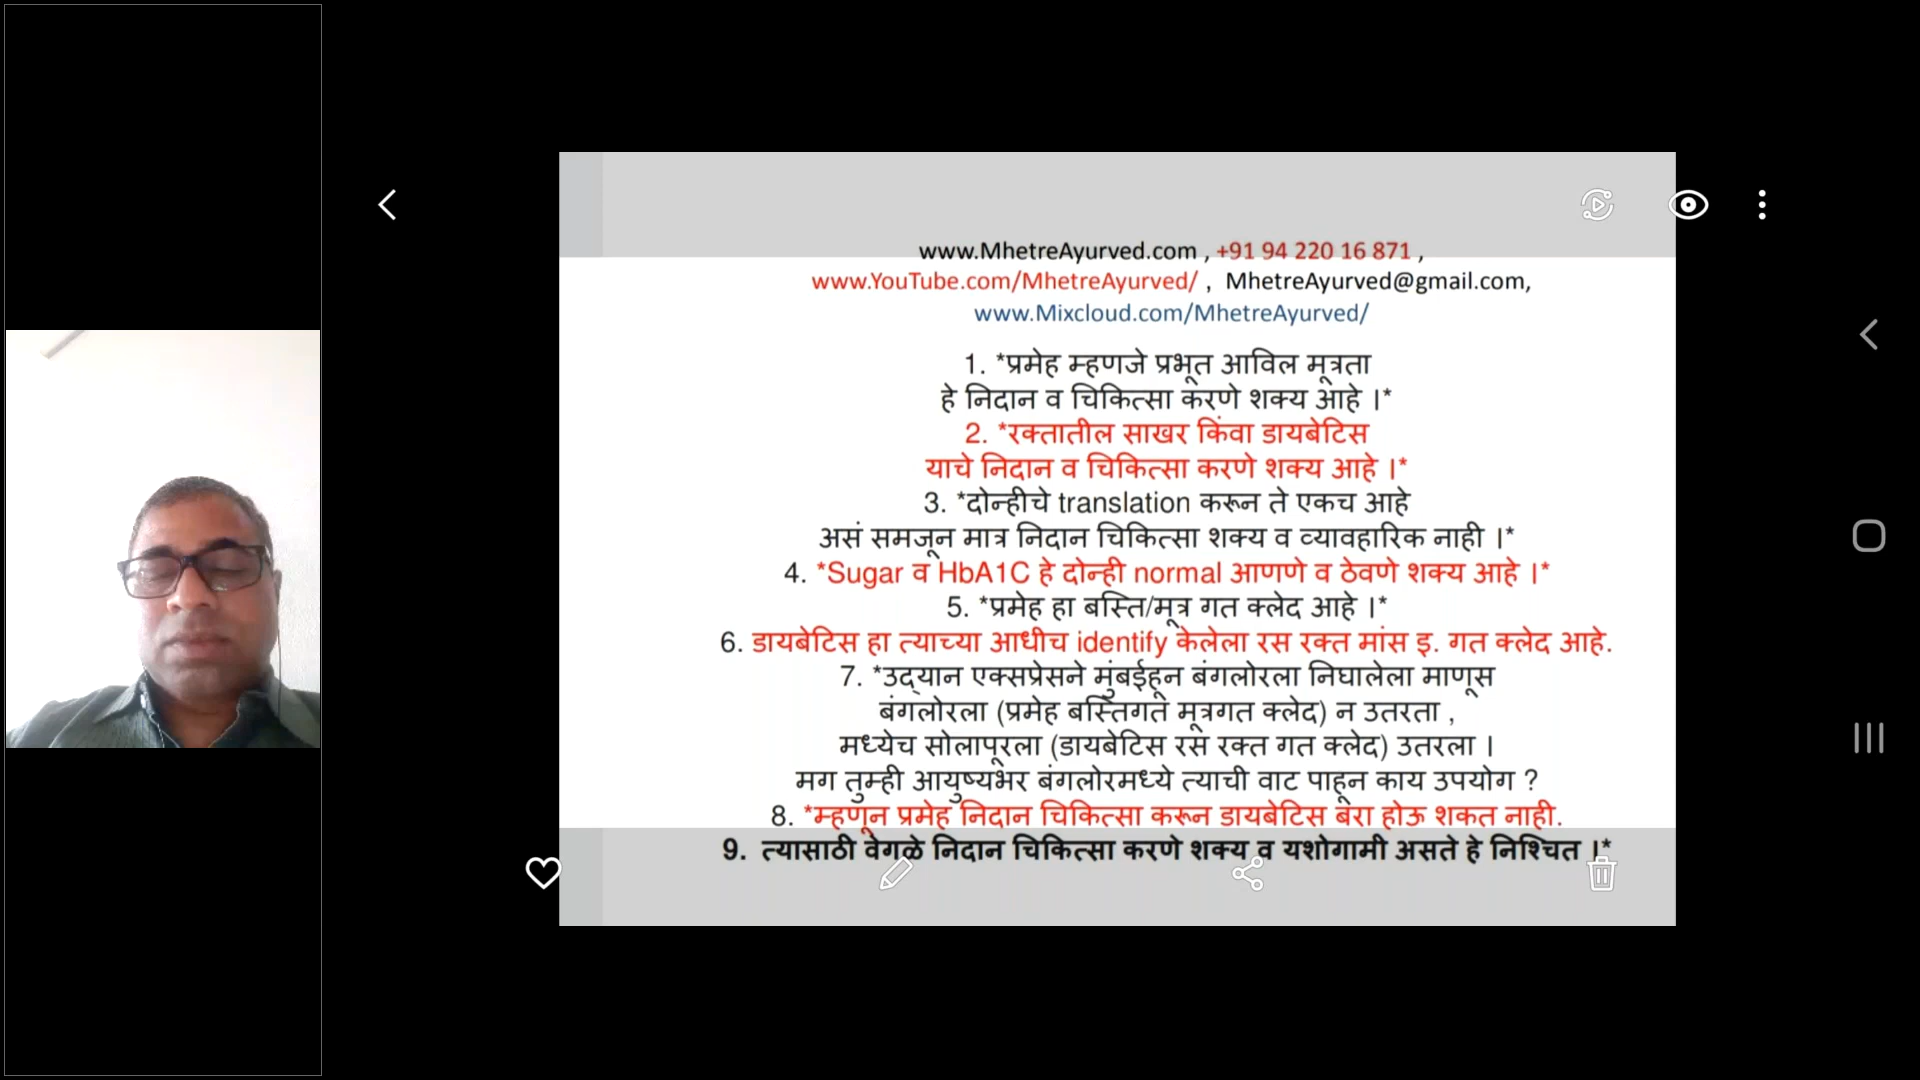 www.MhetreAyurved.com , +91 94 220 16 871 ,
www.YouTube.com/MhetreAyurved/ , MhetreAyurved@gmail.com,
www.Mixcloud.com/MhetreAyurved/
1. *प्रमेह म्हणजे प्रभूत आविल मूत्रता
हे निदान व चिकित्सा करणे शक्य आहे ।*
2. *रक्तातील साखर किंवा डायबेटिस
याचे निदान व चिकित्सा करणे शक्य आहे ।*
3. *दोन्हीचे translation करून ते एकच आहे
असं समजून मात्र निदान चिकित्सा शक्य व व्यावहारिक नाही ।*
4. *Sugar व HbA1C हे दोन्ही normal आणणे व ठेवणे शक्य आहे ।*
5. *प्रमेह हा बस्ति/मूत्र गत क्लेद आहे ।*
6. डायबेटिस हा त्याच्या आधीच identify केलेला रस रक्त मांस इ. गत क्लेद आहे.
7. *उद्यान एक्सप्रेसने मुंबईहून बंगलोरला निघालेला माणूस
बंगलोरला (प्रमेह बस्तिगत मूत्रगत क्लेद) न उतरता ,
मध्येच सोलापूरला (डायबेटिस रस रक्त गत क्लेद) उतरला ।
मग तुम्ही आयुष्यभर बंगलोरमध्ये त्याची वाट पाहून काय उपयोग ?
8. *म्हणून प्रमेह निदान चिकित्सा करून डायबेटिस बरा होऊ शकत नाही.
9. त्यासाठी वेगळे निदान चिकित्सा करणे शक्य व यशोगामी असते हे निश्चित ।*